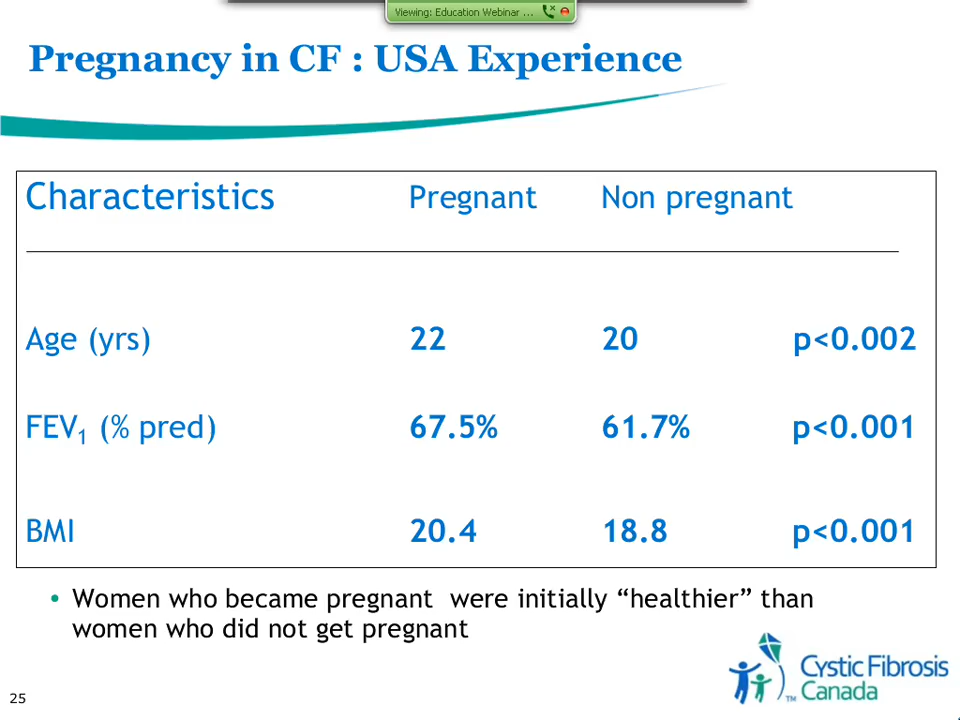 Viewing: Education Webinar ...
Pregnancy in CF : USA Experience
Characteristics Pregnant Non pregnant
Age (yrs) 22 20 p<0.002
FEV₁ (% pred) 67.5% 61.7% p<0.001
BMI 20.4 18.8 p<0.001
• Women who became pregnant were initially “healthier” than
women who did not get pregnant
Cystic Fibrosis
™ Canada
25